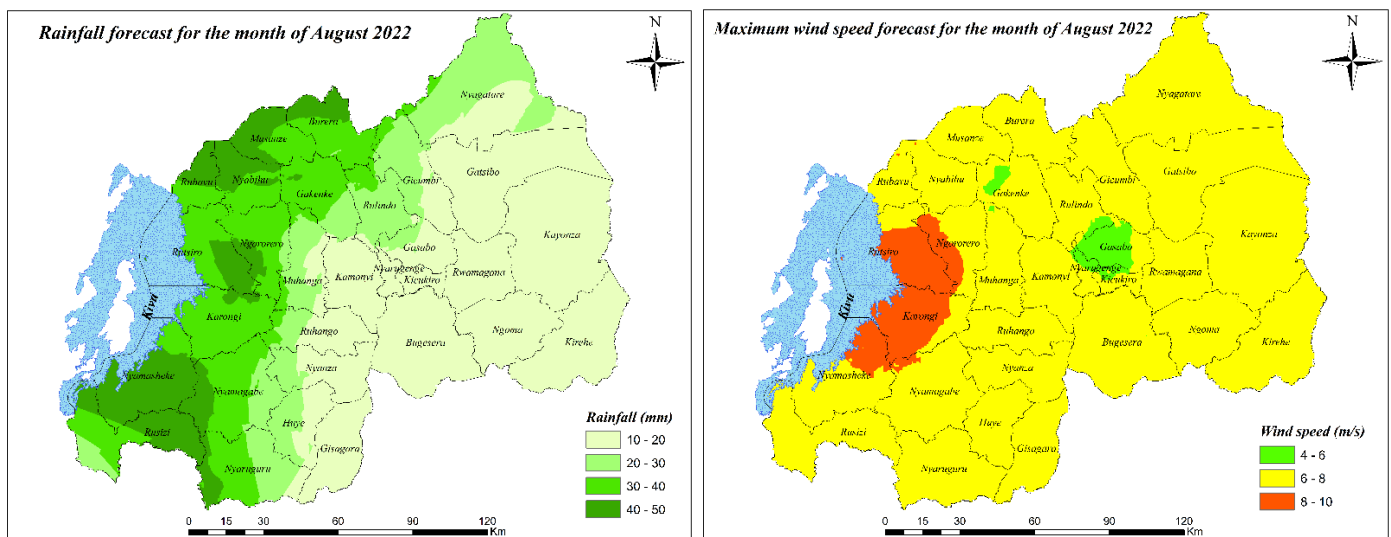 Rainfall forecast for the month of August 2022
N
Nyagatare
Burera
Musanze
Rubavu
Nyabihu
Gakenke
Gicumbi
Gatsibo
Rulindo
Rutsiro
Ngororero
Gasabo
Kayonza
Kamonyi
Nyarugenge
Kicukiro
Rwamagana
Muhanga
Kivu
Karongi
Ruhango
Bugesera
Ngoma
Kirehe
Nyamasheke
Nyanza
Nyamagabe
Rusizi
Huye
Gisagara
Nyaruguru
Rainfall (mm)
10 - 20
20 - 30
30 - 40
40 - 50
0 15 30 60 90 120
Km
Maximum wind speed forecast for the month of August 2022
N
Nyagatare
Burera
Musanze
Rubavu
Nyabihu
Gakenke
Gicumbi
Gatsibo
Rulindo
Rutsiro
Ngororero
Gasabo
Kayonza
Kamonyi
Nyarugenge
Kicukiro
Rwamagana
Muhanga
Kivu
Karongi
Ruhango
Bugesera
Ngoma
Kirehe
Nyamasheke
Nyanza
Nyamagabe
Rusizi
Huye
Gisagara
Nyaruguru
Wind speed (m/s)
4 - 6
6 - 8
8 - 10
0 15 30 60 90 120
Km